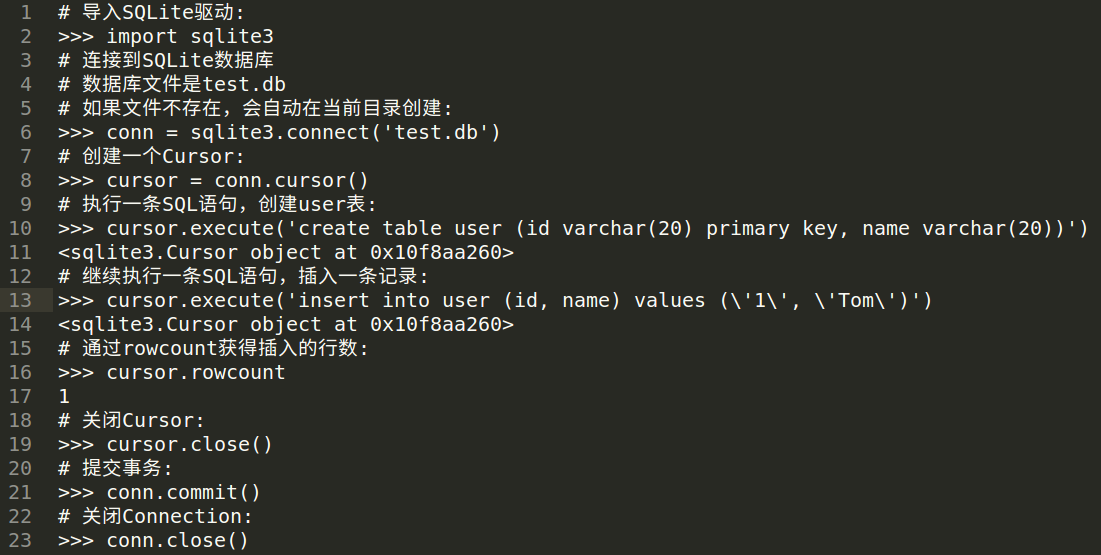 1 # 导入SQLite驱动:
2 >>> import sqlite3
3 # 连接到SQLite数据库
4 # 数据库文件是test.db
5 # 如果文件不存在，会自动在当前目录创建:
6 >>> conn = sqlite3.connect('test.db')
7 # 创建一个Cursor:
8 >>> cursor = conn.cursor()
9 # 执行一条SQL语句，创建user表:
10 >>> cursor.execute('create table user (id varchar(20) primary key, name varchar(20))')
11 <sqlite3.Cursor object at 0x10f8aa260>
12 # 继续执行一条SQL语句，插入一条记录:
13 >>> cursor.execute('insert into user (id, name) values (\'1\', \'Tom\')')
14 <sqlite3.Cursor object at 0x10f8aa260>
15 # 通过rowcount获得插入的行数:
16 >>> cursor.rowcount
17 1
18 # 关闭Cursor:
19 >>> cursor.close()
20 # 提交事务:
21 >>> conn.commit()
22 # 关闭Connection:
23 >>> conn.close()